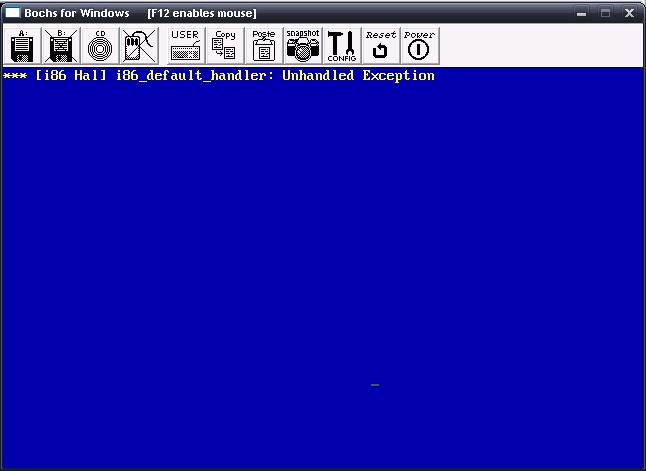 Bochs for Windows [F12 enables mouse]
A: B: CD USER Copy Paste snapshot CONFIG Reset Power
*** [i86 Hal] i86_default_handler: Unhandled Exception